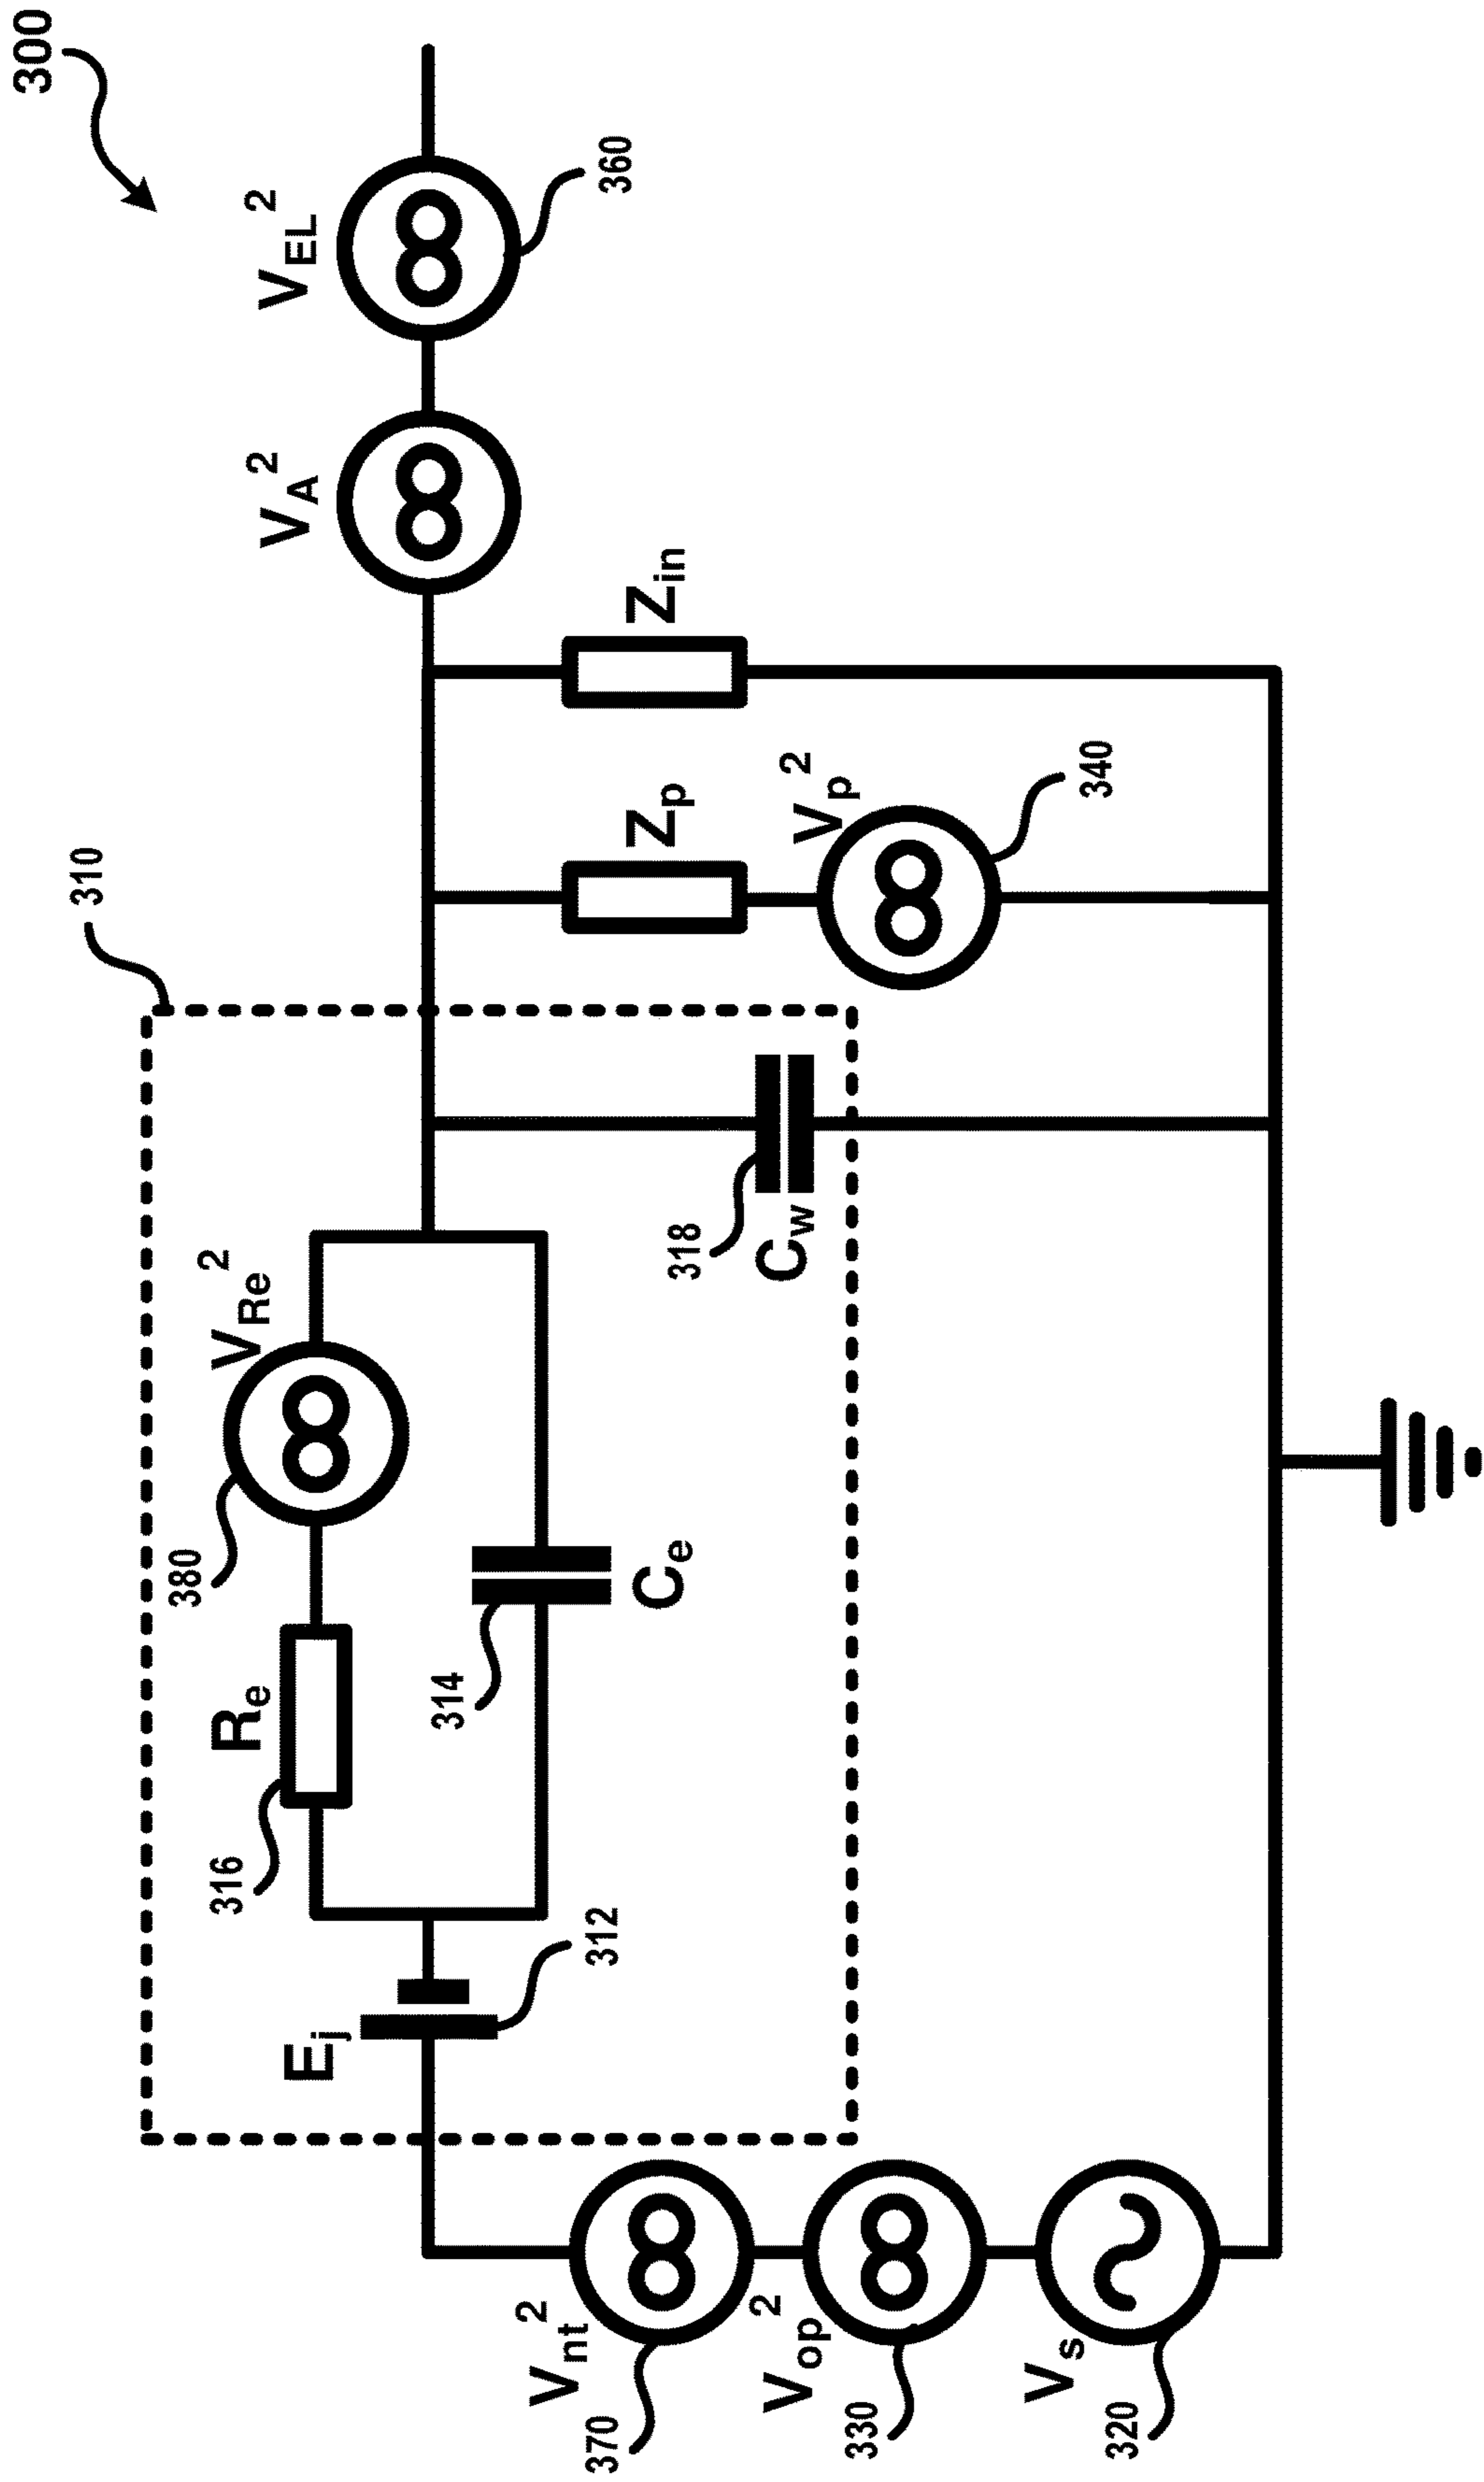 300
V_EL^2
360
V_A^2
Z_in
Z_p
V_p^2
340
310
V_Re^2
380
R_e
316
C_e
314
C_w
318
E_j
312
V_nt^2
370
V_op^2
330
V_s
320